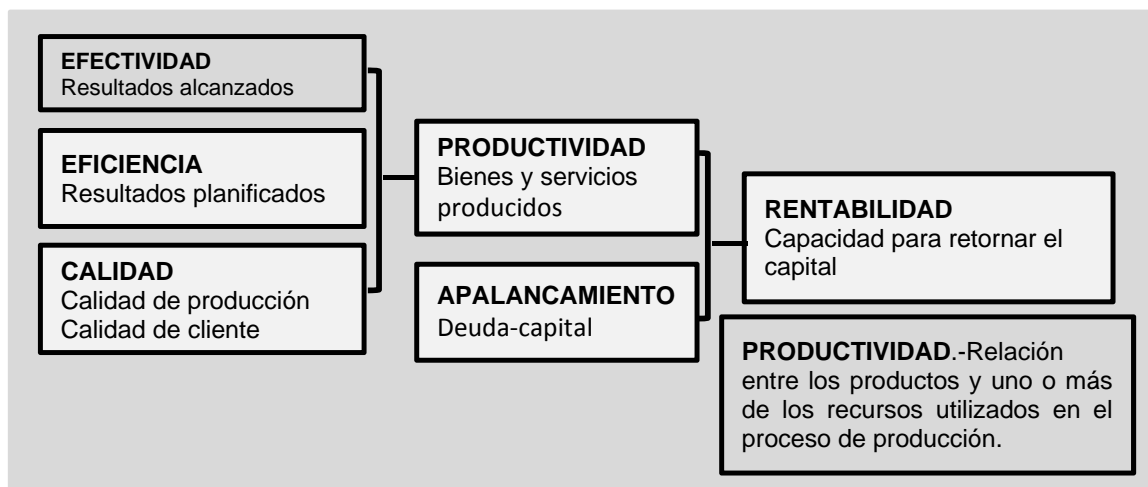 EFECTIVIDAD
Resultados alcanzados
EFICIENCIA
Resultados planificados
CALIDAD
Calidad de producción
Calidad de cliente
PRODUCTIVIDAD
Bienes y servicios
producidos
APALANCAMIENTO
Deuda-capital
RENTABILIDAD
Capacidad para retornar el
capital
PRODUCTIVIDAD.-Relación
entre los productos y uno o más
de los recursos utilizados en el
proceso de producción.